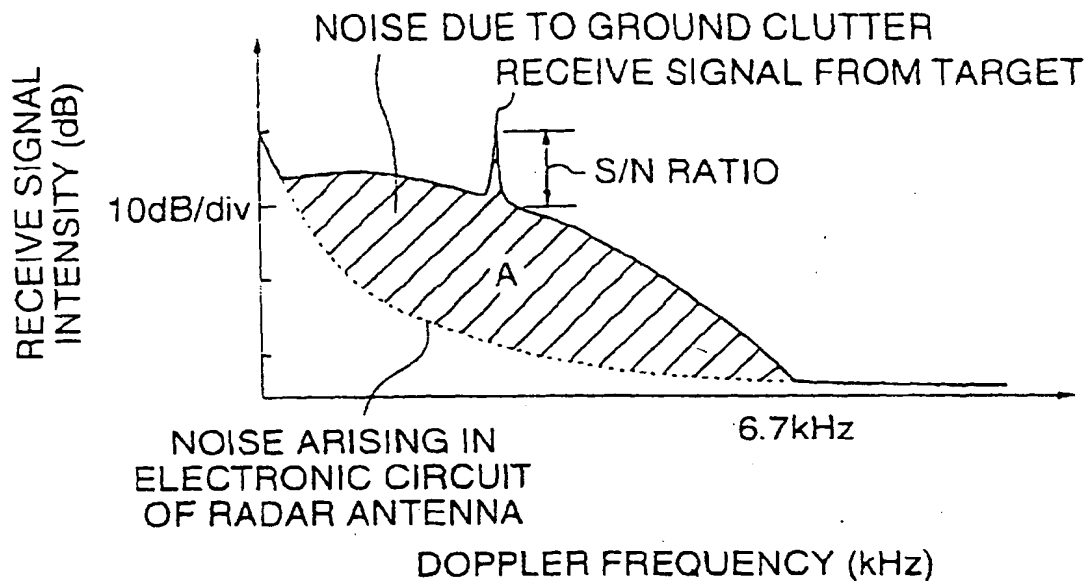 NOISE DUE TO GROUND CLUTTER
RECEIVE SIGNAL FROM TARGET
RECEIVE SIGNAL
INTENSITY (dB)
S/N RATIO
10dB/div
A
6.7kHz
NOISE ARISING IN
ELECTRONIC CIRCUIT
OF RADAR ANTENNA
DOPPLER FREQUENCY (kHz)